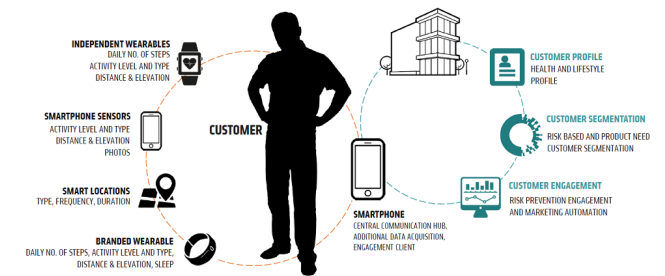 INDEPENDENT WEARABLES
DAILY NO. OF STEPS
ACTIVITY LEVEL AND TYPE
DISTANCE & ELEVATION
SMARTPHONE SENSORS
ACTIVITY LEVEL AND TYPE
DISTANCE & ELEVATION
PHOTOS
SMART LOCATIONS
TYPE, FREQUENCY, DURATION
BRANDED WEARABLE
DAILY NO. OF STEPS, ACTIVITY LEVEL AND TYPE,
DISTANCE & ELEVATION, SLEEP
CUSTOMER
SMARTPHONE
CENTRAL COMMUNICATION HUB,
ADDITIONAL DATA ACQUISITION,
ENGAGEMENT CLIENT
CUSTOMER PROFILE
HEALTH AND LIFESTYLE
PROFILE
CUSTOMER SEGMENTATION
RISK BASED AND PRODUCT NEED
CUSTOMER SEGMENTATION
CUSTOMER ENGAGEMENT
RISK PREVENTION ENGAGEMENT
AND MARKETING AUTOMATION